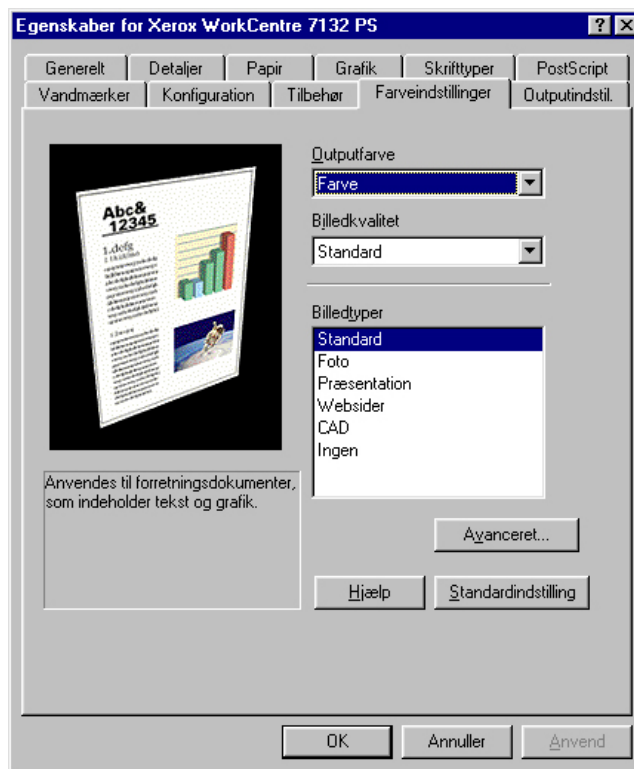 Egenskaber for Xerox WorkCentre 7132 PS
Generelt
Detaljer
Papir
Grafik
Skrifttyper
PostScript
Vandmærker
Konfiguration
Tilbehør
Farveindstillinger
Outputindstil.
Abc&
12345
1.defg
Outputfarve
Farve
Billedkvalitet
Standard
Billedtyper
Standard
Foto
Præsentation
Websider
CAD
Ingen
Anvendes til forretningsdokumenter,
som indeholder tekst og grafik.
Avanceret...
Hjælp
Standardindstilling
OK
Annuller
Anvend